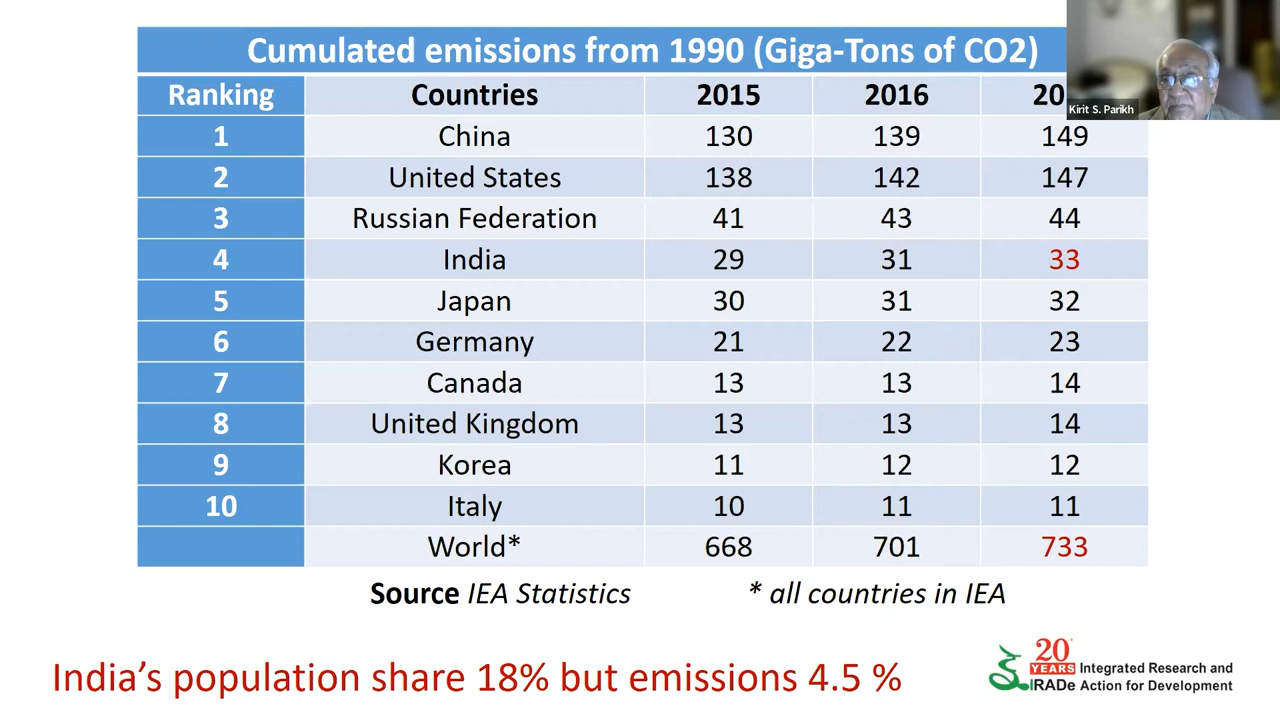 Cumulated emissions from 1990 (Giga-Tons of CO2)
Ranking Countries 2015 2016 20
1 China 130 139 149
2 United States 138 142 147
3 Russian Federation 41 43 44
4 India 29 31 33
5 Japan 30 31 32
6 Germany 21 22 23
7 Canada 13 13 14
8 United Kingdom 13 13 14
9 Korea 11 12 12
10 Italy 10 11 11
World* 668 701 733
Source IEA Statistics * all countries in IEA
India's population share 18% but emissions 4.5 %
20 YEARS
IRADe
Integrated Research and
Action for Development
Kirit S. Parikh